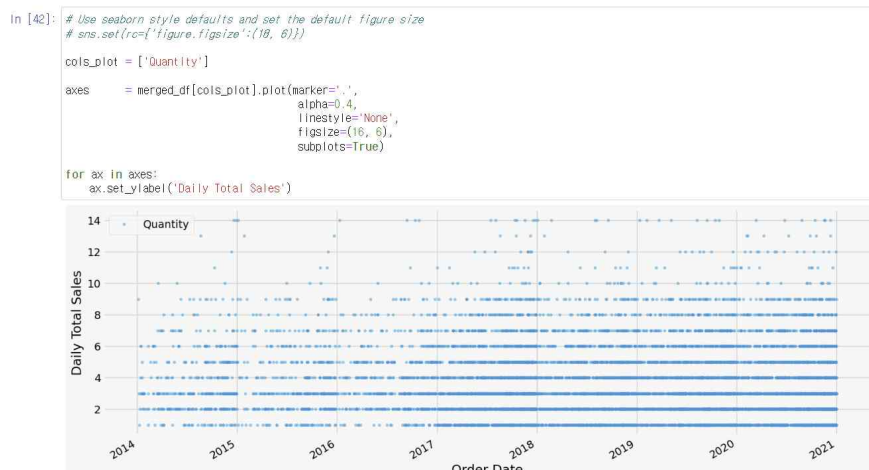 In [42]: # Use seaborn style defaults and set the default figure size
# sns.set(rc={'figure.figsize':(18, 6)})
cols_plot = ['Quantity']
axes = merged_df[cols_plot].plot(marker='.',
alpha=0.4,
linestyle='None',
figsize=(16, 6),
subplots=True)
for ax in axes:
ax.set_ylabel('Daily Total Sales')
Quantity
14
12
10
8
6
4
2
Daily Total Sales
2014 2015 2016 2017 2018 2019 2020 2021
Order Date